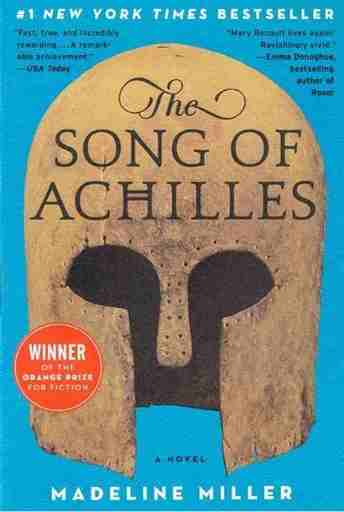 #1 NEW YORK TIMES BESTSELLER
"Fast, true, and incredibly
rewarding. . . . A remark-
able achievement."
—USA Today
"Mary Renault lives again!
Ravishingly vivid."
—Emma Donoghue,
bestselling
author of
Room
The
SONG OF
ACHILLES
WINNER
OF THE
ORANGE PRIZE
FOR FICTION
A NOVEL
MADELINE MILLER